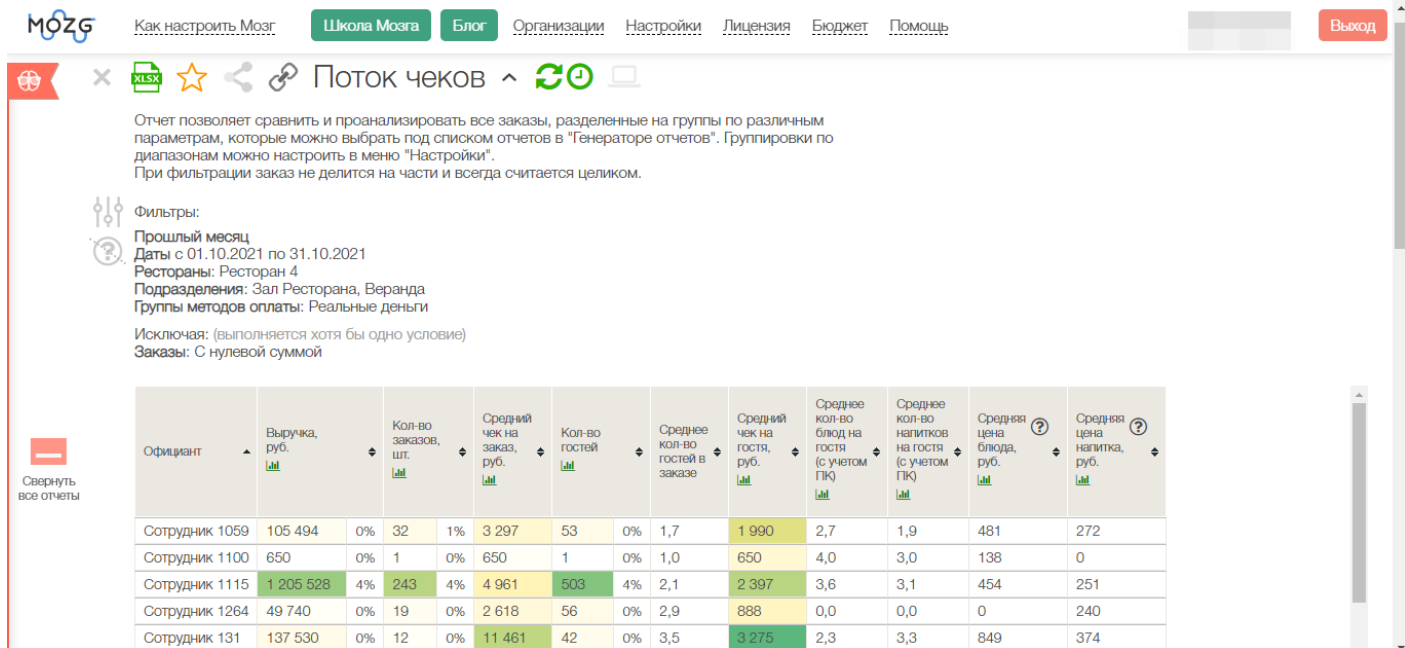 MOZG Как настроить Мозг Школа Мозга Блог Организации Настройки Лицензия Бюджет Помощь Выход
XLSX Поток чеков
Отчет позволяет сравнить и проанализировать все заказы, разделенные на группы по различным
параметрам, которые можно выбрать под списком отчетов в "Генераторе отчетов". Группировки по
диапазонам можно настроить в меню "Настройки".
При фильтрации заказ не делится на части и всегда считается целиком.
Фильтры:
Прошлый месяц
Даты с 01.10.2021 по 31.10.2021
Рестораны: Ресторан 4
Подразделения: Зал Ресторана, Веранда
Группы методов оплаты: Реальные деньги
Исключая: (выполняется хотя бы одно условие)
Заказы: С нулевой суммой
Свернуть
все отчеты
Официант
Выручка,
руб.
Кол-во
заказов,
шт.
Средний
чек на
заказ,
руб.
Кол-во
гостей
Среднее
кол-во
гостей в
заказе
Средний
чек на
гостя,
руб.
Среднее
кол-во
блюд на
гостя
(с учетом
ПК)
Среднее
кол-во
напитков
на гостя
(с учетом
ПК)
Средняя ?
цена
блюда,
руб.
Средняя ?
цена
напитка,
руб.
Сотрудник 1059 105 494 0% 32 1% 3 297 53 0% 1,7 1 990 2,7 1,9 481 272
Сотрудник 1100 650 0% 1 0% 650 1 0% 1,0 650 4,0 3,0 138 0
Сотрудник 1115 1 205 528 4% 243 4% 4 961 503 4% 2,1 2 397 3,6 3,1 454 251
Сотрудник 1264 49 740 0% 19 0% 2 618 56 0% 2,9 888 0,0 0,0 0 240
Сотрудник 131 137 530 0% 12 0% 11 461 42 0% 3,5 3 275 2,3 3,3 849 374